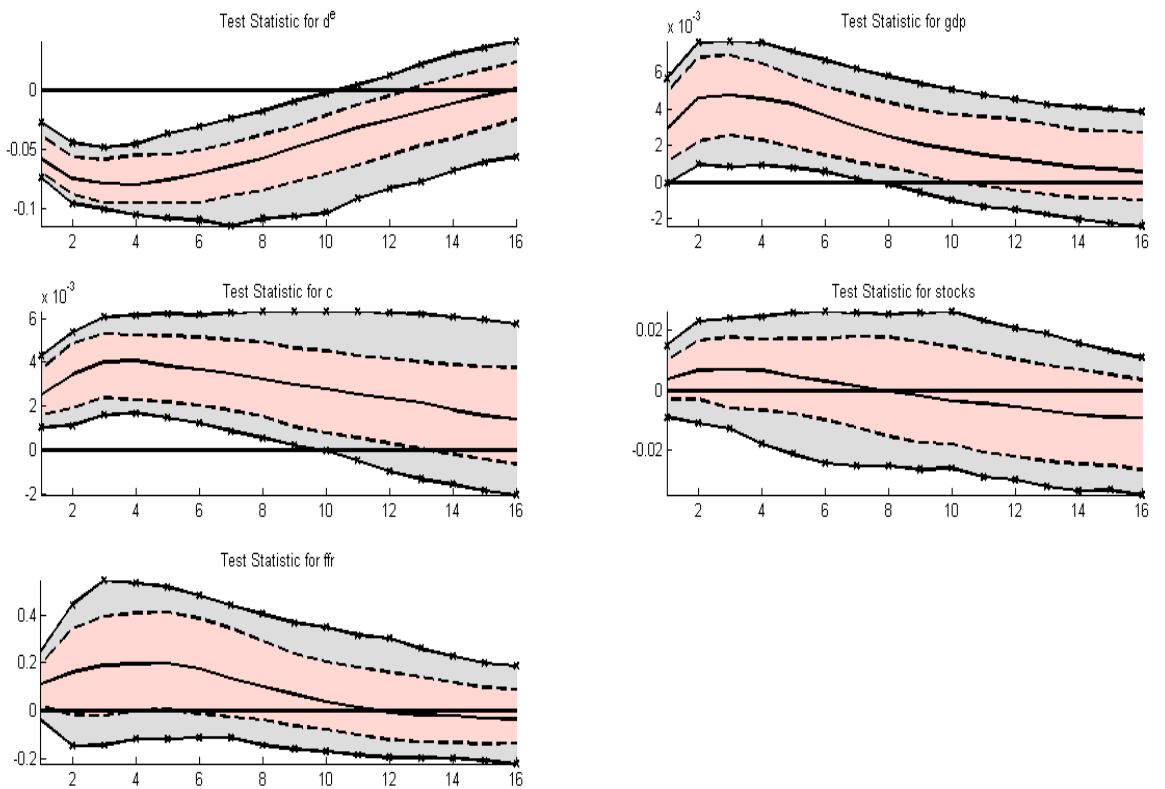 Test Statistic for dᵉ
0
-0.05
-0.1
2 4 6 8 10 12 14 16
Test Statistic for gdp
x 10⁻³
6
4
2
0
-2
2 4 6 8 10 12 14 16
Test Statistic for c
x 10⁻³
6
4
2
0
-2
2 4 6 8 10 12 14 16
Test Statistic for stocks
0.02
0
-0.02
2 4 6 8 10 12 14 16
Test Statistic for ffr
0.4
0.2
0
-0.2
2 4 6 8 10 12 14 16